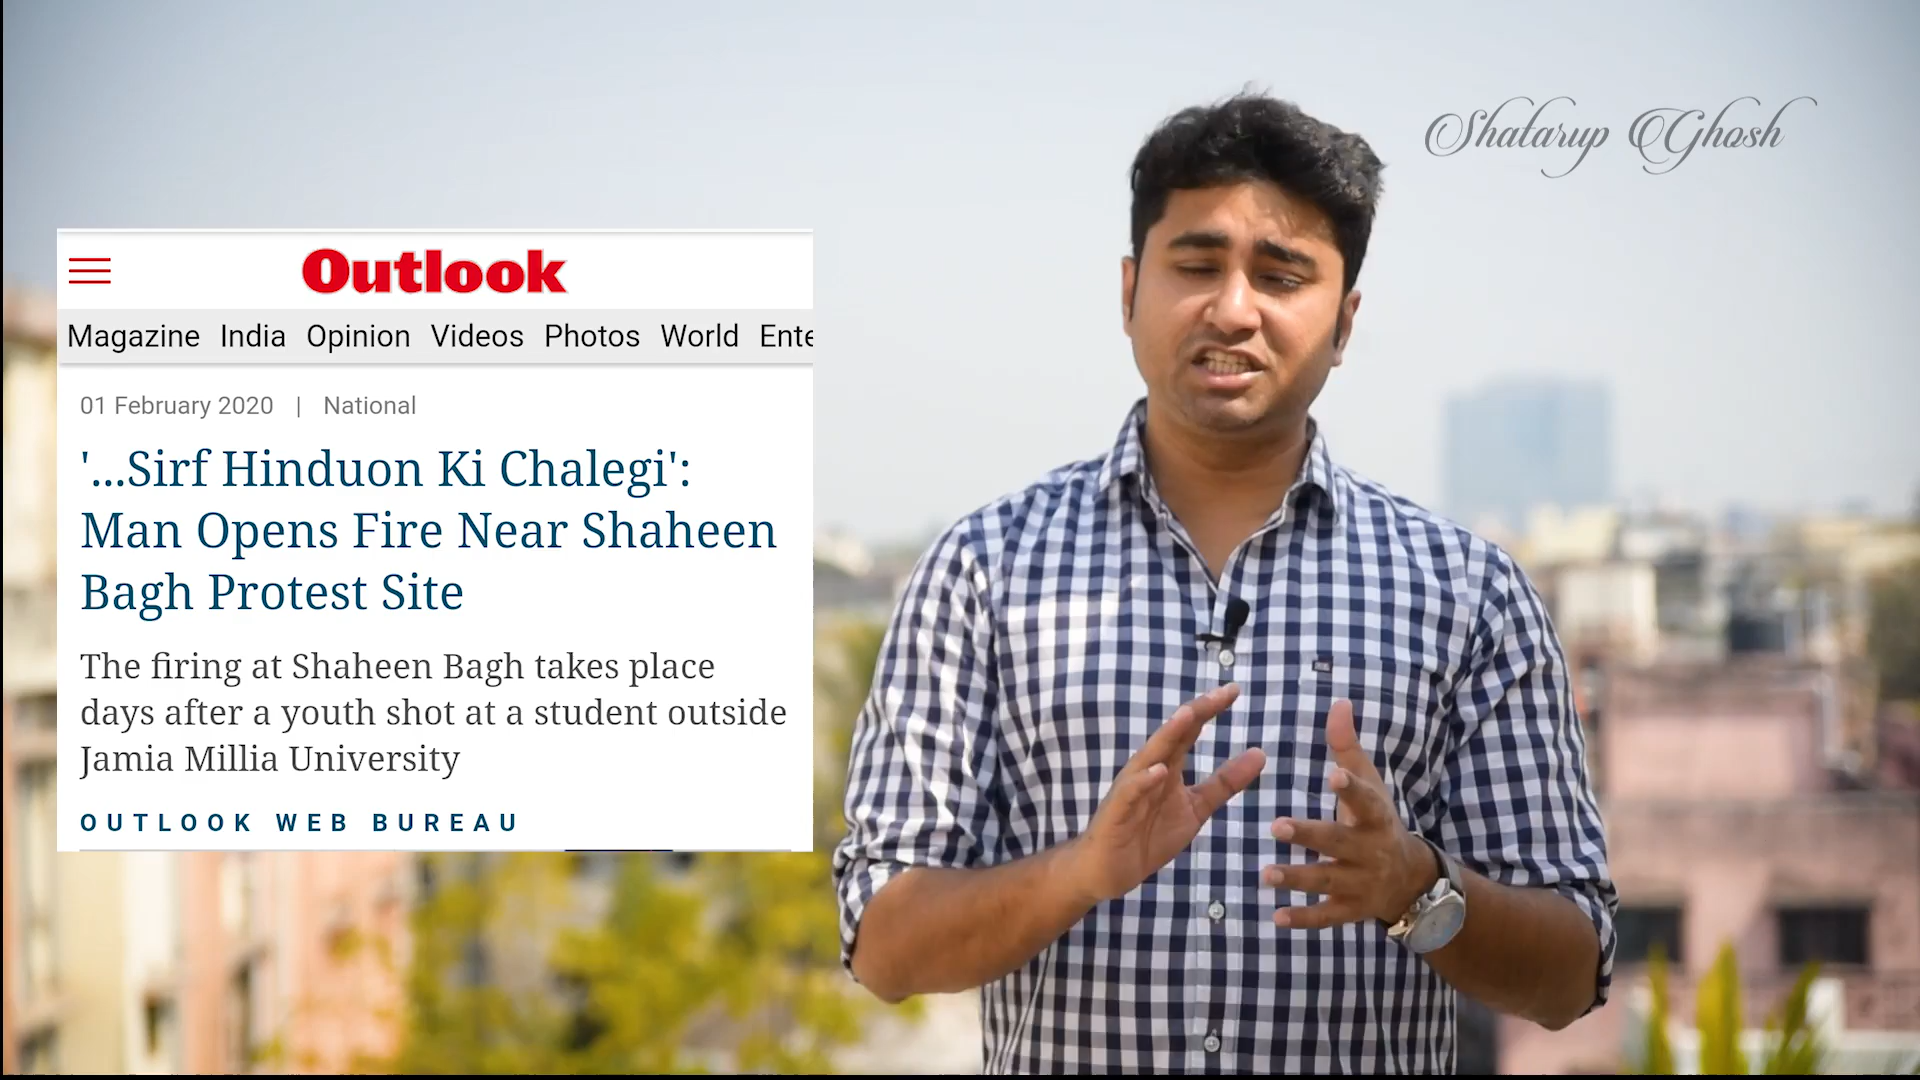 Shatarup Ghosh
Outlook
Magazine India Opinion Videos Photos World Ente
01 February 2020 | National
'...Sirf Hinduon Ki Chalegi':
Man Opens Fire Near Shaheen
Bagh Protest Site
The firing at Shaheen Bagh takes place
days after a youth shot at a student outside
Jamia Millia University
OUTLOOK WEB BUREAU